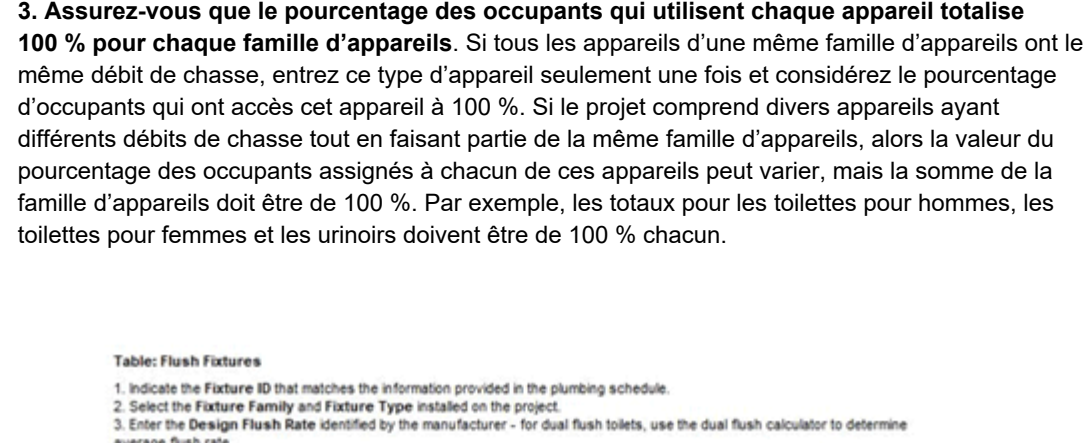 3. Assurez-vous que le pourcentage des occupants qui utilisent chaque appareil totalise
100 % pour chaque famille d’appareils. Si tous les appareils d’une même famille d’appareils ont le
même débit de chasse, entrez ce type d’appareil seulement une fois et considérez le pourcentage
d’occupants qui ont accès cet appareil à 100 %. Si le projet comprend divers appareils ayant
différents débits de chasse tout en faisant partie de la même famille d’appareils, alors la valeur du
pourcentage des occupants assignés à chacun de ces appareils peut varier, mais la somme de la
famille d’appareils doit être de 100 %. Par exemple, les totaux pour les toilettes pour hommes, les
toilettes pour femmes et les urinoirs doivent être de 100 % chacun.
Table: Flush Fixtures
1. Indicate the Fixture ID that matches the information provided in the plumbing schedule.
2. Select the Fixture Family and Fixture Type installed on the project.
3. Enter the Design Flush Rate identified by the manufacturer - for dual flush toilets, use the dual flush calculator to determine
average flush rate